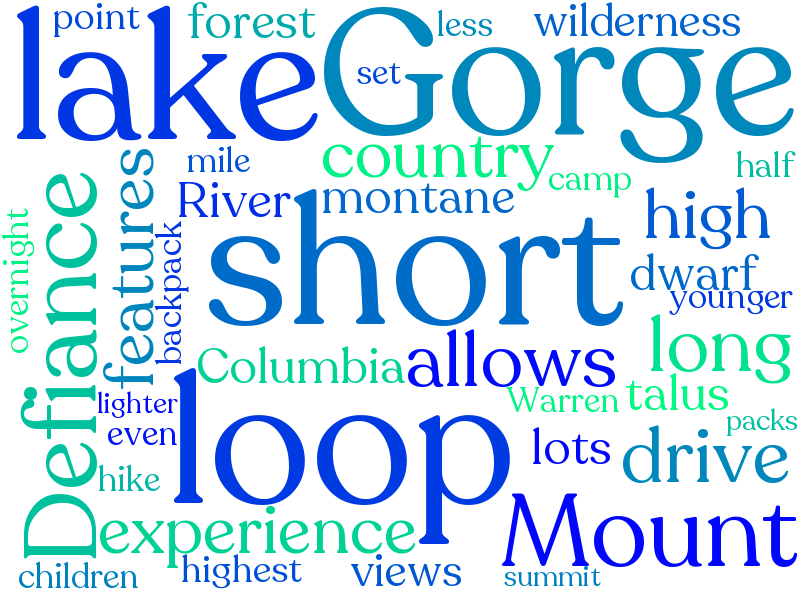 point
forest
less
wilderness
lake
Gorge
set
country
mile
half
camp
River
montane
high
features
Defiance
overnight
backpack
short
dwarf
younger
Columbia
allows
long
lighter
loop
Warren
talus
even
packs
lots
drive
hike
experience
Mount
children
highest
views
summit